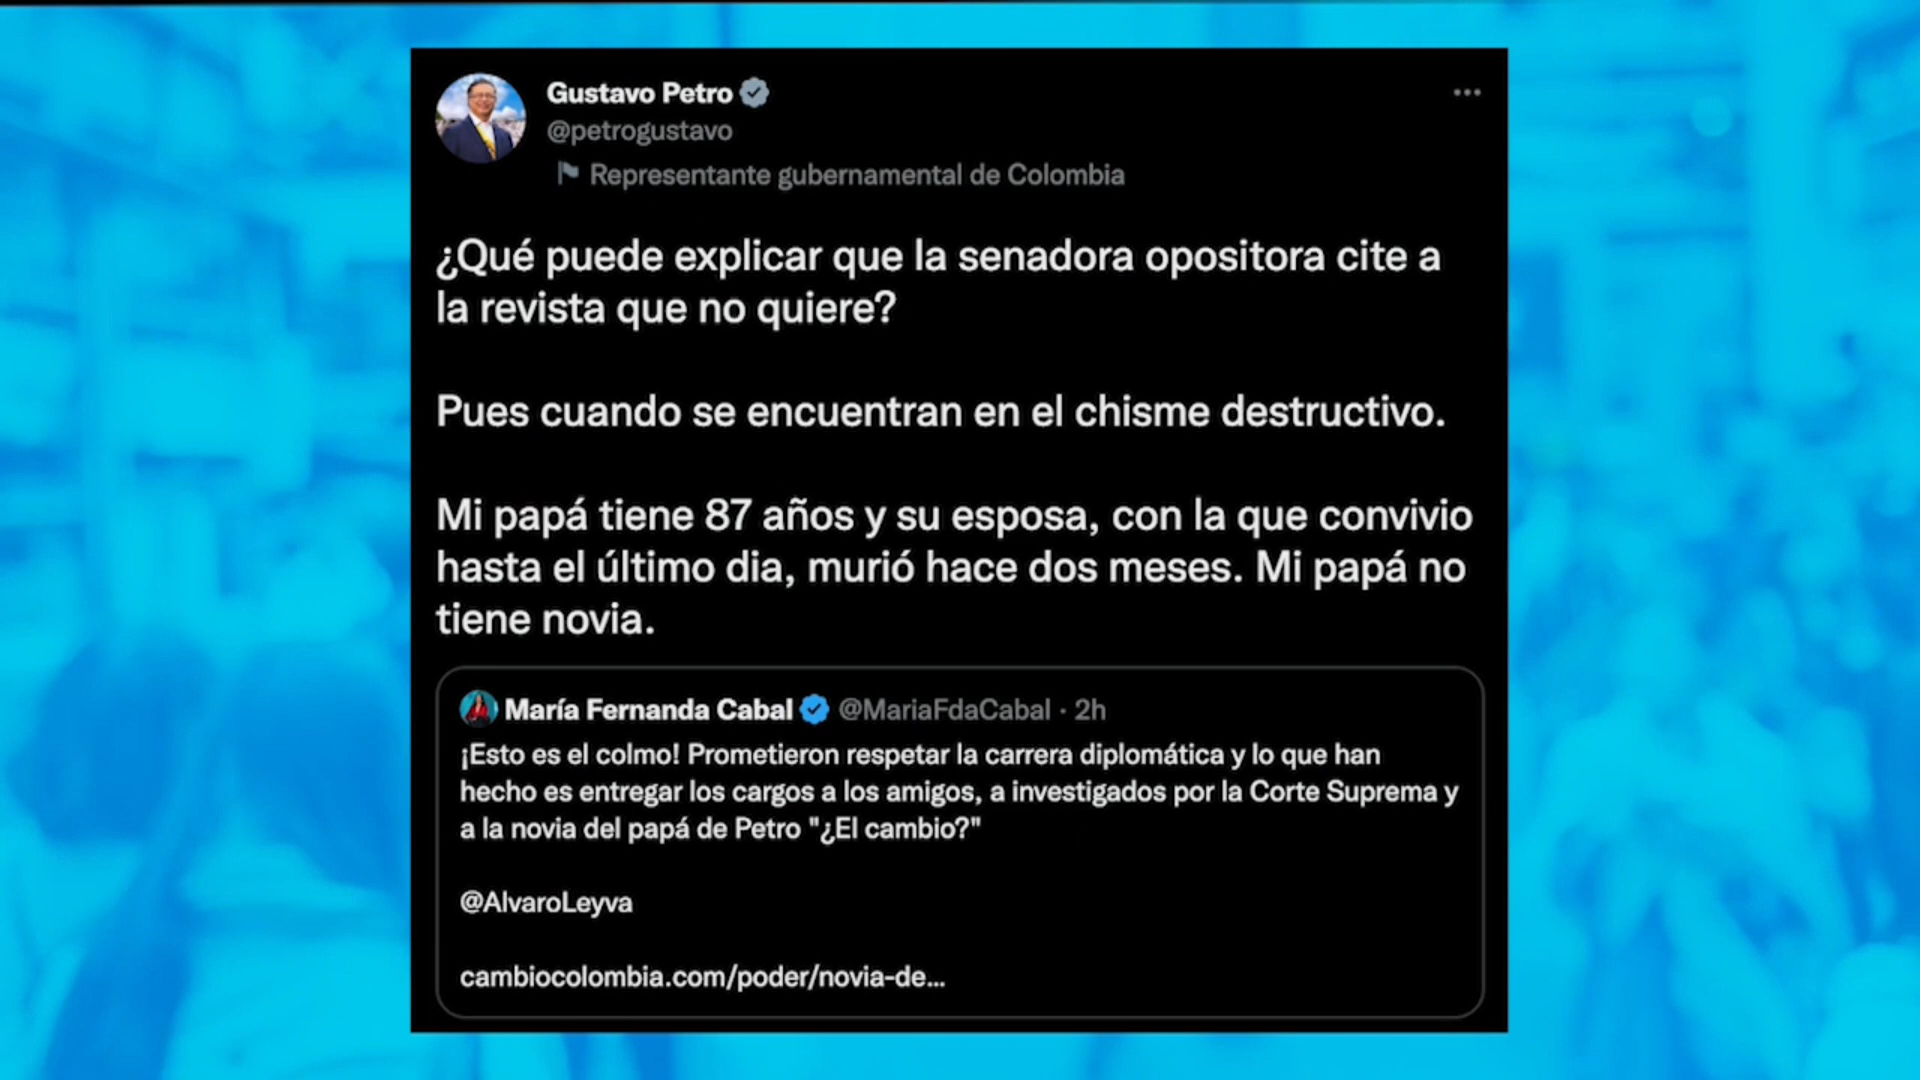 Gustavo Petro
@petrogustavo
Representante gubernamental de Colombia
¿Qué puede explicar que la senadora opositora cite a
la revista que no quiere?
Pues cuando se encuentran en el chisme destructivo.
Mi papá tiene 87 años y su esposa, con la que convivio
hasta el último dia, murió hace dos meses. Mi papá no
tiene novia.
María Fernanda Cabal @MariaFdaCabal · 2h
¡Esto es el colmo! Prometieron respetar la carrera diplomática y lo que han
hecho es entregar los cargos a los amigos, a investigados por la Corte Suprema y
a la novia del papá de Petro "¿El cambio?"
@AlvaroLeyva
cambiocolombia.com/poder/novia-de...